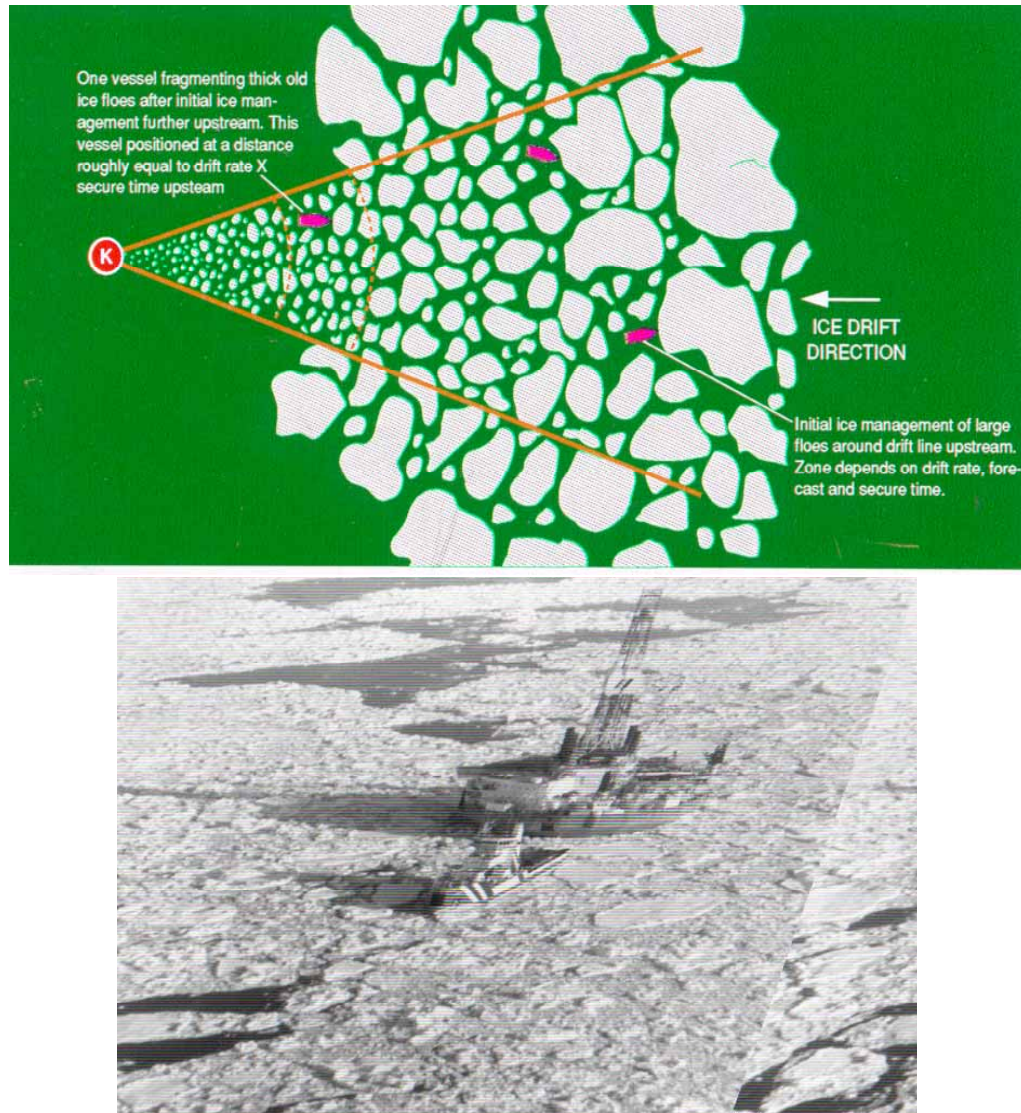 One vessel fragmenting thick old
ice floes after initial ice man-
agement further upstream. This
vessel positioned at a distance
roughly equal to drift rate X
secure time upsteam
K
ICE DRIFT
DIRECTION
Initial ice management of large
floes around drift line upstream.
Zone depends on drift rate, fore-
cast and secure time.